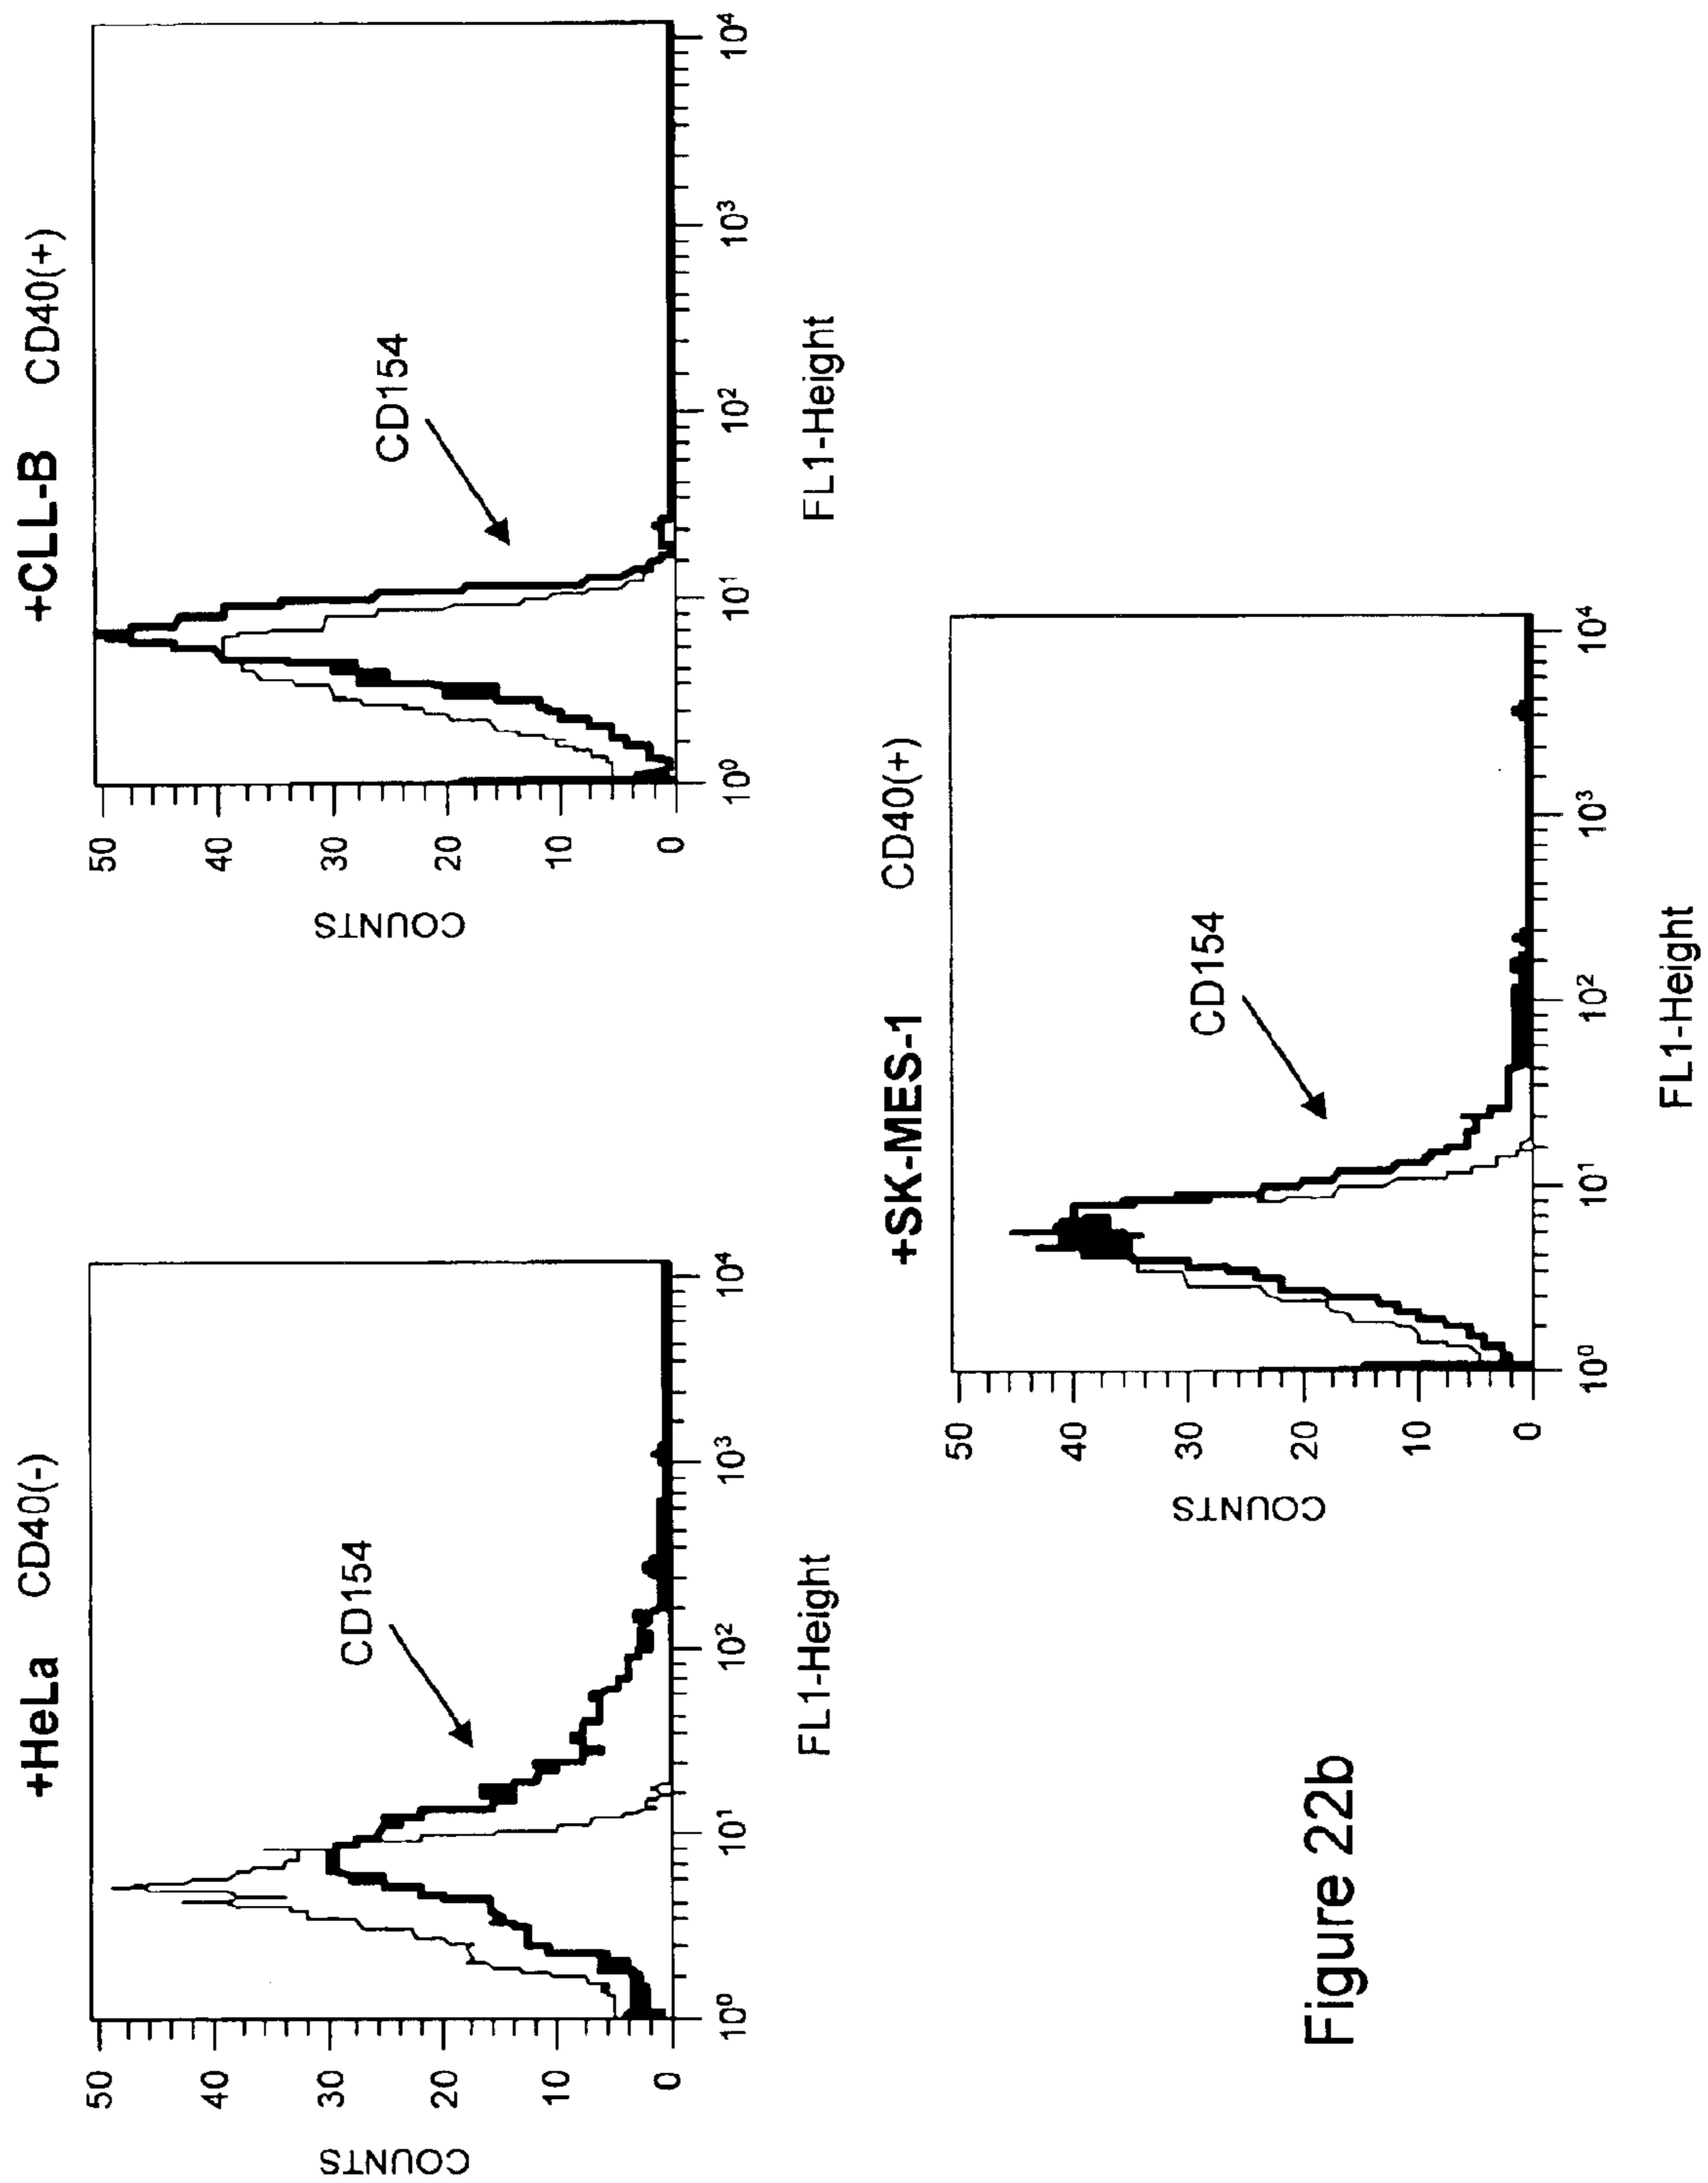 +HeLa CD40(-)
COUNTS
50
40
30
20
10
0
CD154
10⁰ 10¹ 10² 10³ 10⁴
FL1-Height
+CLL-B CD40(+)
COUNTS
50
40
30
20
10
0
CD154
10⁰ 10¹ 10² 10³ 10⁴
FL1-Height
+SK-MES-1 CD40(+)
COUNTS
50
40
30
20
10
0
CD154
10⁰ 10¹ 10² 10³ 10⁴
FL1-Height
Figure 22b